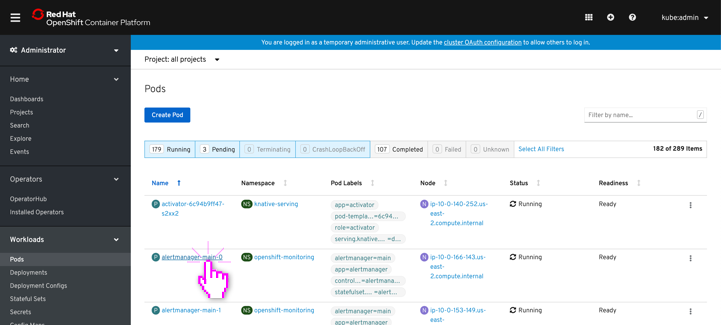 Red Hat
OpenShift Container Platform
kube:admin
You are logged in as a temporary administrative user. Update the cluster OAuth configuration to allow others to log in.
Administrator
Home
Dashboards
Projects
Search
Explore
Events
Operators
OperatorHub
Installed Operators
Workloads
Pods
Deployments
Deployment Configs
Stateful Sets
Secrets
Project: all projects
Pods
Create Pod
Filter by name...
/
179 Running 3 Pending 0 Terminating 0 CrashLoopBackOff 107 Completed 0 Failed 0 Unknown Select All Filters 182 of 289 Items
Name Namespace Pod Labels Node Status Readiness
P activator-6c94b9ff47-
s2xx2
NS knative-serving
app=activator
pod-templa...=6c94...
role=activator
serving.knative.... =d...
N ip-10-0-140-252.us-
east-
2.compute.internal
Running
Ready
P alertmanager-main-0
NS openshift-monitoring
alertmanager=main
app=alertmanager
controller...=alertma...
statefulset.... =alert...
N ip-10-0-166-143.us-
east-
2.compute.internal
Running
Ready
P alertmanager-main-1
NS openshift-monitoring
alertmanager=main
app=alertmanager
N ip-10-0-153-149.us-
east-
Running
Ready